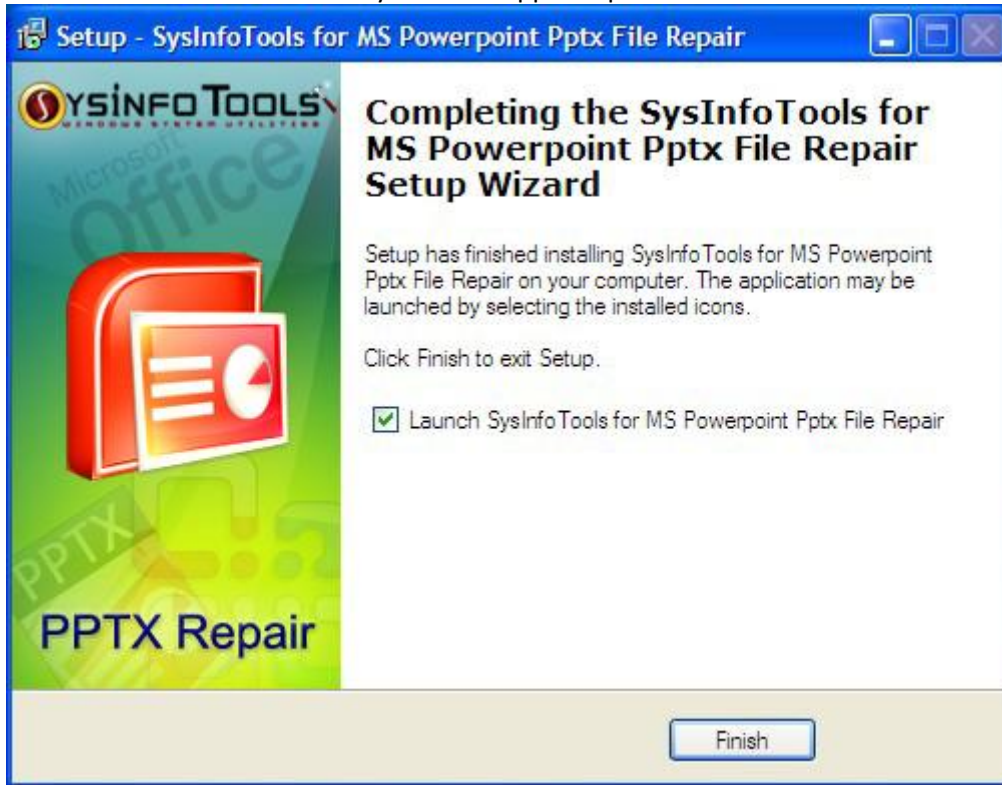 Setup - SysInfoTools for MS Powerpoint Pptx File Repair
SYSINFO TOOLS
WINDOWS SYSTEM UTILITIES
Microsoft
Office
PPTX
PPTX Repair
Completing the SysInfoTools for
MS Powerpoint Pptx File Repair
Setup Wizard
Setup has finished installing SysInfoTools for MS Powerpoint
Pptx File Repair on your computer. The application may be
launched by selecting the installed icons.
Click Finish to exit Setup.
Launch SysInfoTools for MS Powerpoint Pptx File Repair
Finish